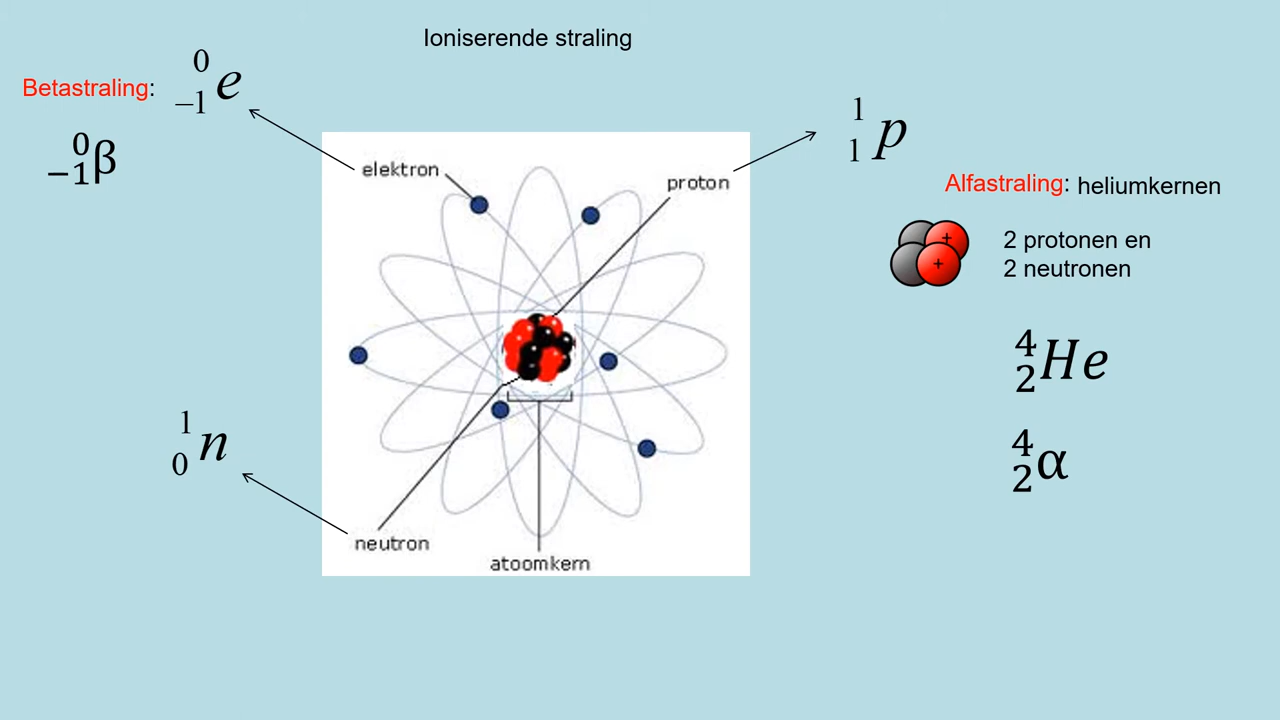 Ioniserende straling
Betastraling: ⁰₋₁e
⁰₋₁β
elektron
proton
¹₁p
Alfastraling: heliumkernen
+
+
2 protonen en
2 neutronen
⁴₂He
⁴₂α
¹₀n
neutron
atoomkern